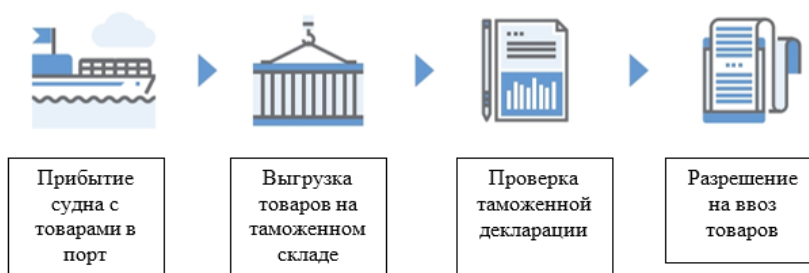 Прибытие
судна с
товарами в
порт
Выгрузка
товаров на
таможенном
складе
Проверка
таможенной
декларации
Разрешение
на ввоз
товаров